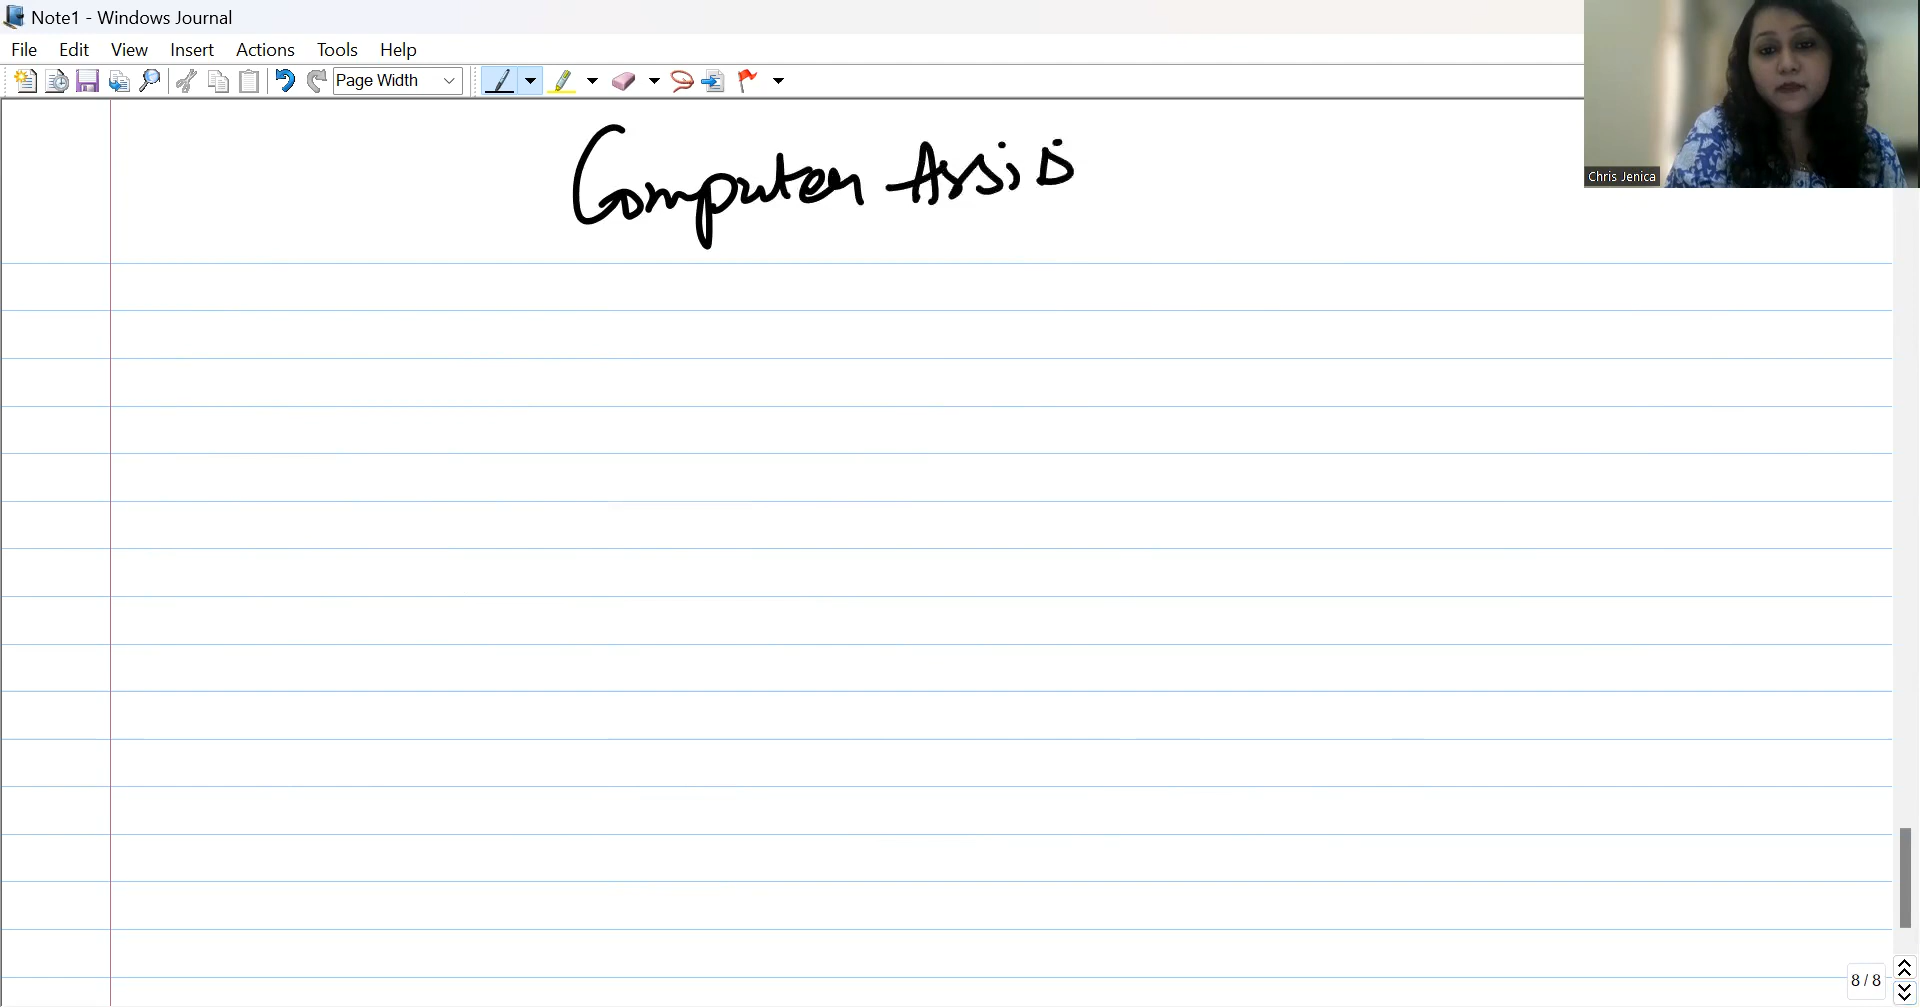 Note1 - Windows Journal
File Edit View Insert Actions Tools Help
Page Width
Chris Jenica
Computer Assis
8 / 8